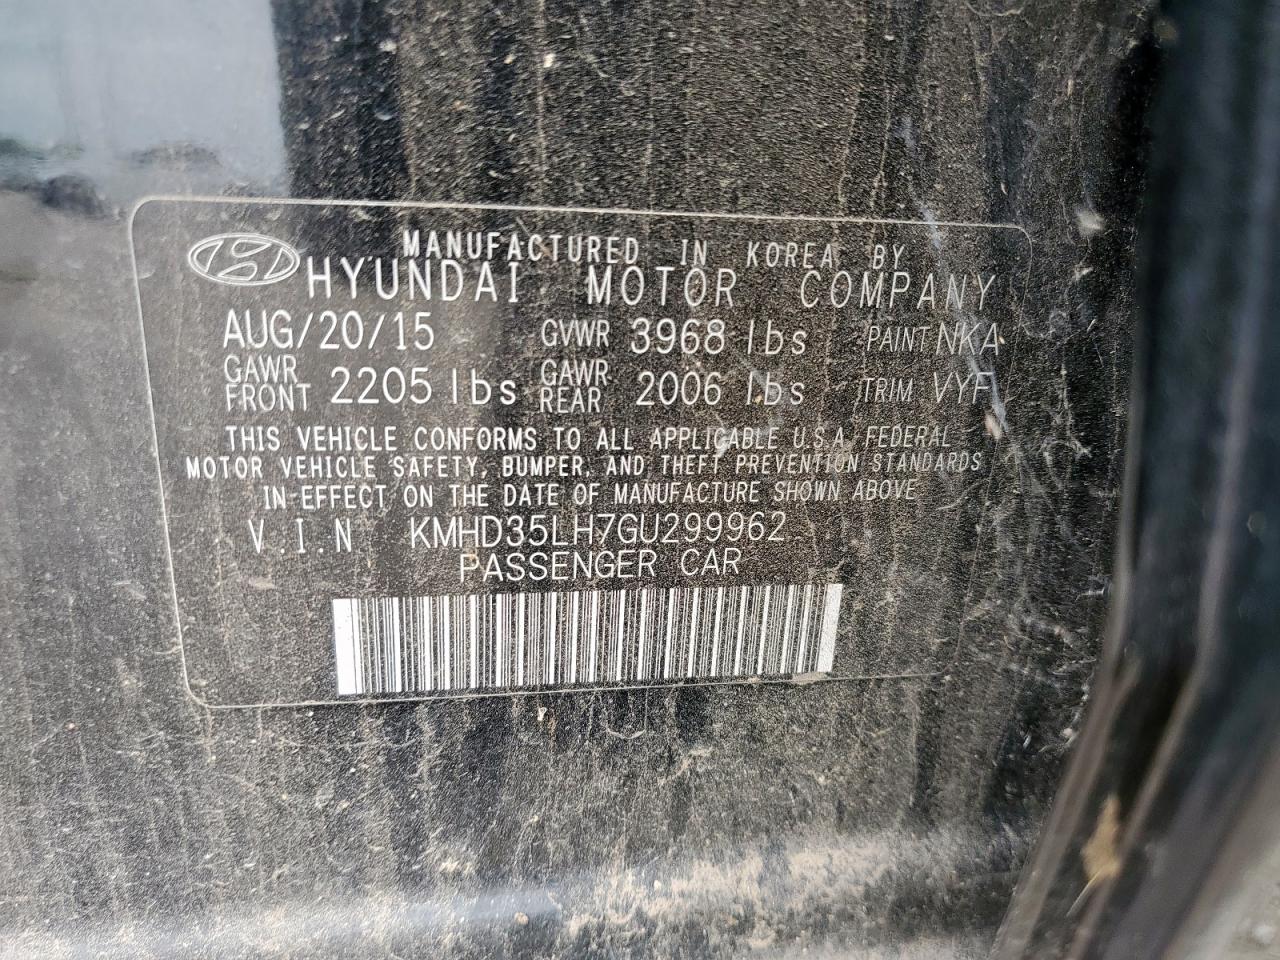 MANUFACTURED IN KOREA BY
HYUNDAI MOTOR COMPANY
AUG/20/15 GVWR 3968 lbs PAINT NKA
GAWR FRONT 2205 lbs GAWR REAR 2006 lbs TRIM VYF
THIS VEHICLE CONFORMS TO ALL APPLICABLE U.S.A. FEDERAL
MOTOR VEHICLE SAFETY, BUMPER, AND THEFT PREVENTION STANDARDS
IN EFFECT ON THE DATE OF MANUFACTURE SHOWN ABOVE
V.I.N KMHD35LH7GU299962
PASSENGER CAR